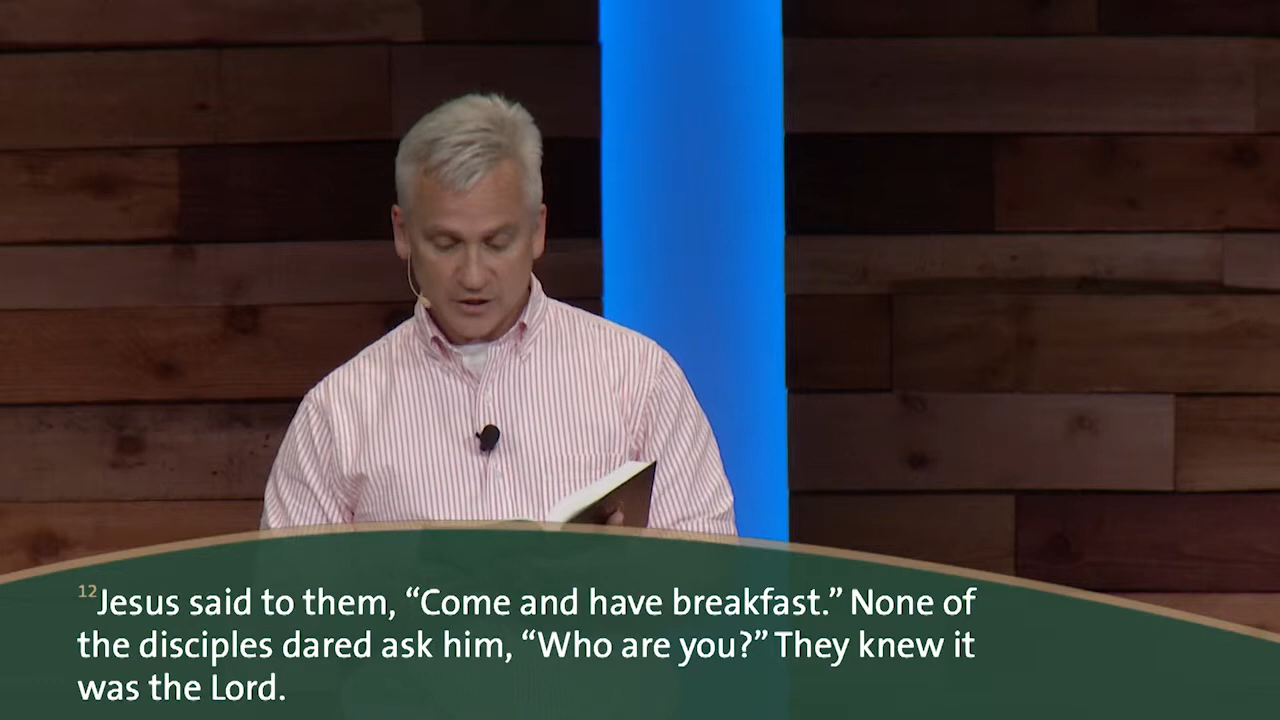 12Jesus said to them, “Come and have breakfast.” None of
the disciples dared ask him, “Who are you?” They knew it
was the Lord.